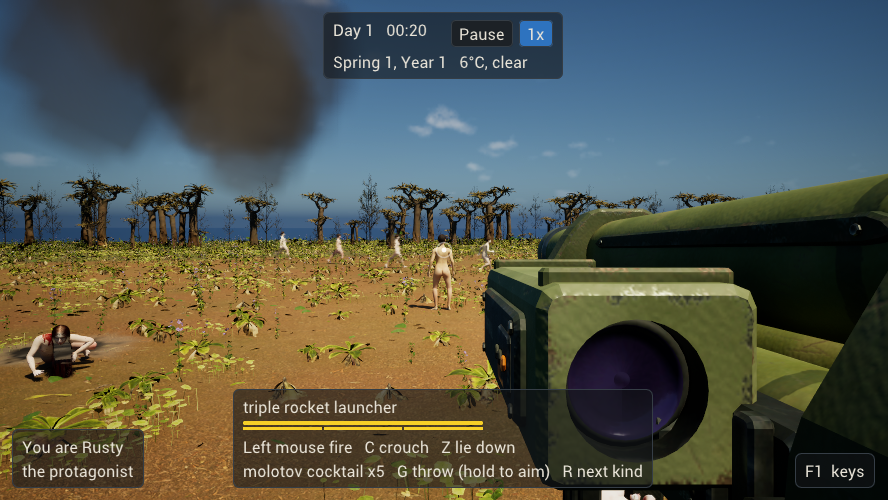 Day 1 00:20 Pause 1x
Spring 1, Year 1 6°C, clear
triple rocket launcher
Left mouse fire C crouch Z lie down
molotov cocktail x5 G throw (hold to aim) R next kind
You are Rusty
the protagonist
F1 keys